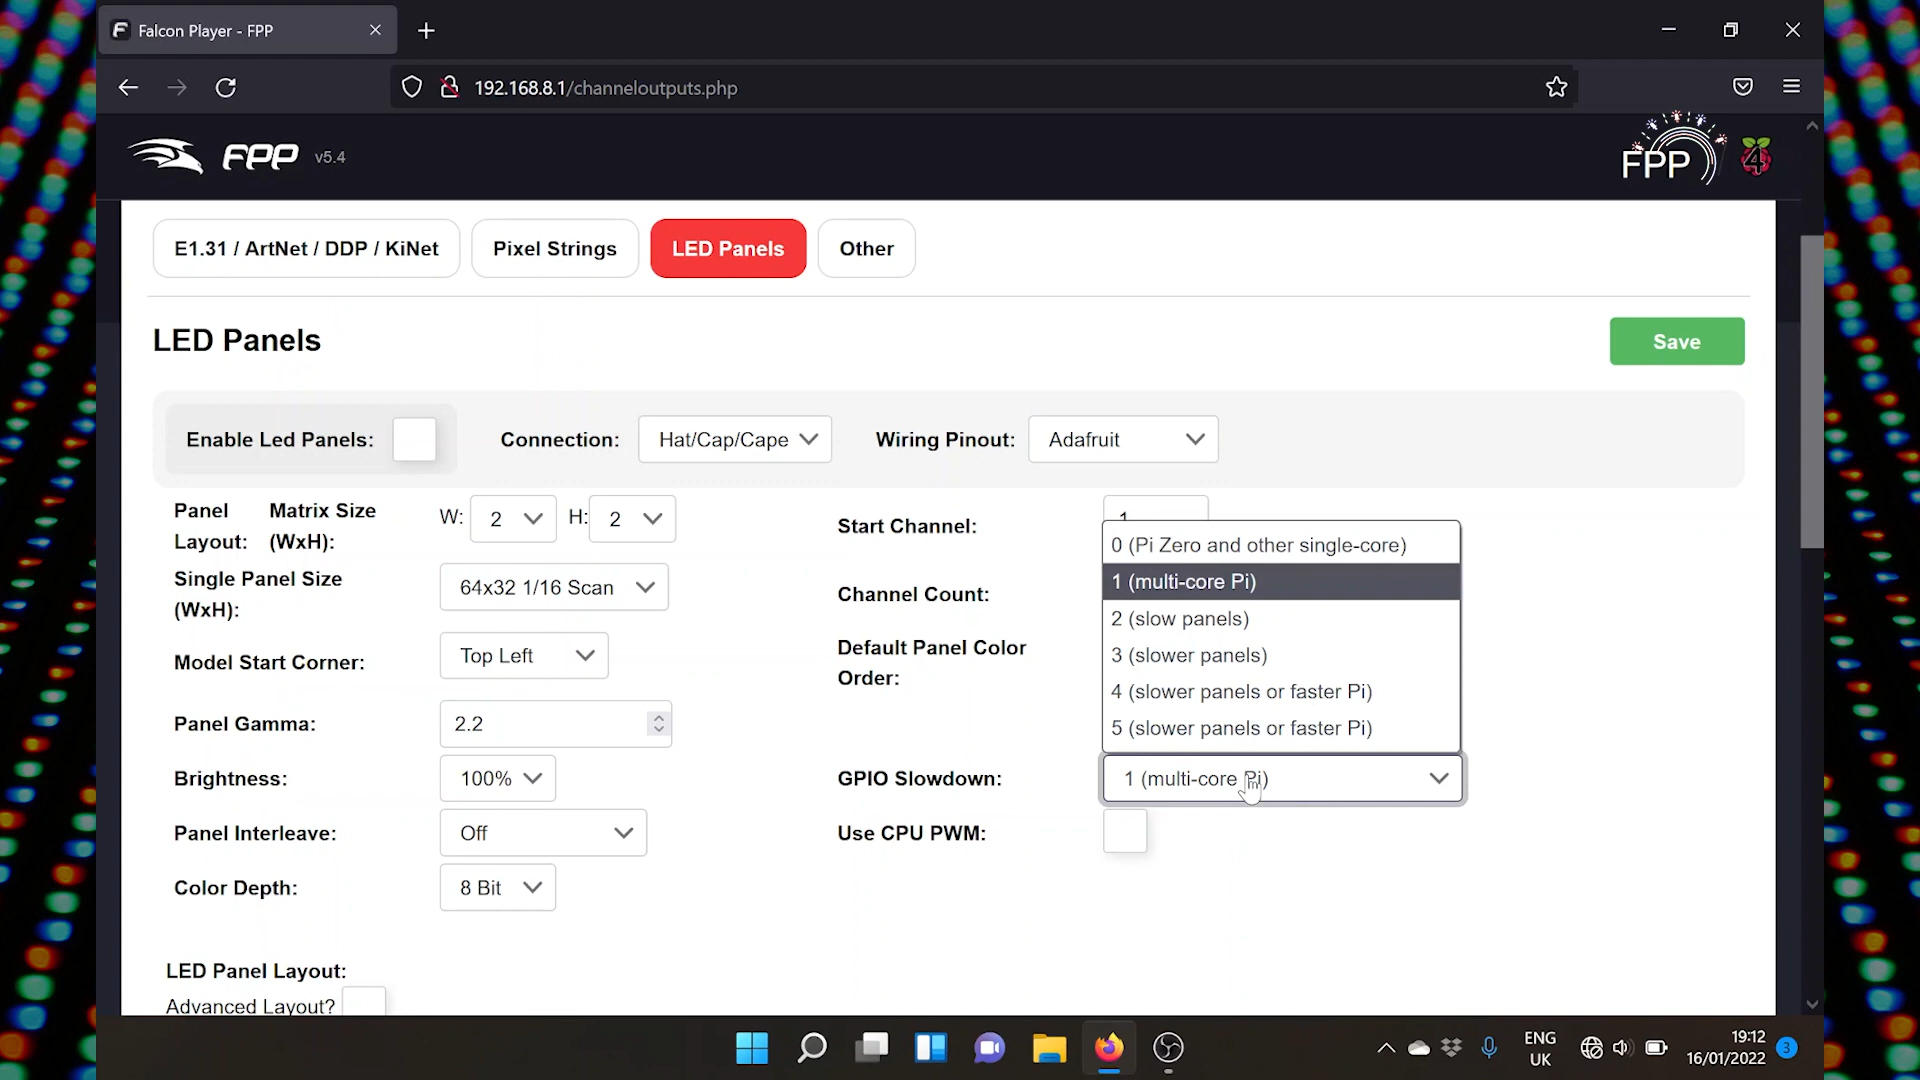 Falcon Player - FPP
192.168.8.1/channeloutputs.php
FPP v5.4
FPP
4
E1.31 / ArtNet / DDP / KiNet
Pixel Strings
LED Panels
Other
LED Panels
Save
Enable Led Panels:
Connection: Hat/Cap/Cape
Wiring Pinout: Adafruit
Panel Layout:
Matrix Size (WxH):
W: 2 H: 2
Start Channel: 1
Single Panel Size (WxH):
64x32 1/16 Scan
Channel Count:
Model Start Corner: Top Left
Default Panel Color Order:
0 (Pi Zero and other single-core)
1 (multi-core Pi)
2 (slow panels)
3 (slower panels)
4 (slower panels or faster Pi)
5 (slower panels or faster Pi)
Panel Gamma: 2.2
Brightness: 100%
GPIO Slowdown: 1 (multi-core Pi)
Panel Interleave: Off
Use CPU PWM:
Color Depth: 8 Bit
LED Panel Layout:
Advanced Layout?
ENG
UK
19:12
16/01/2022
3